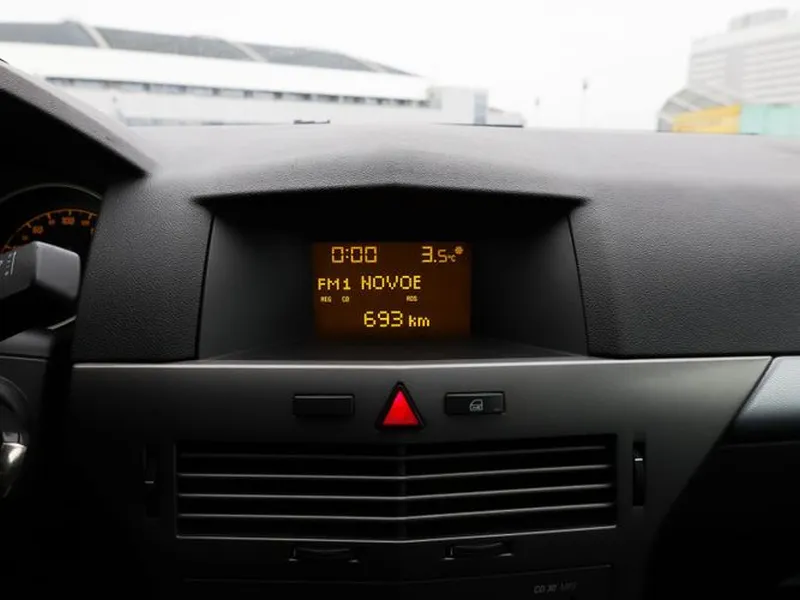 0:00 3.5°C
FM1 NOVOE
REG CD RDS
693 km